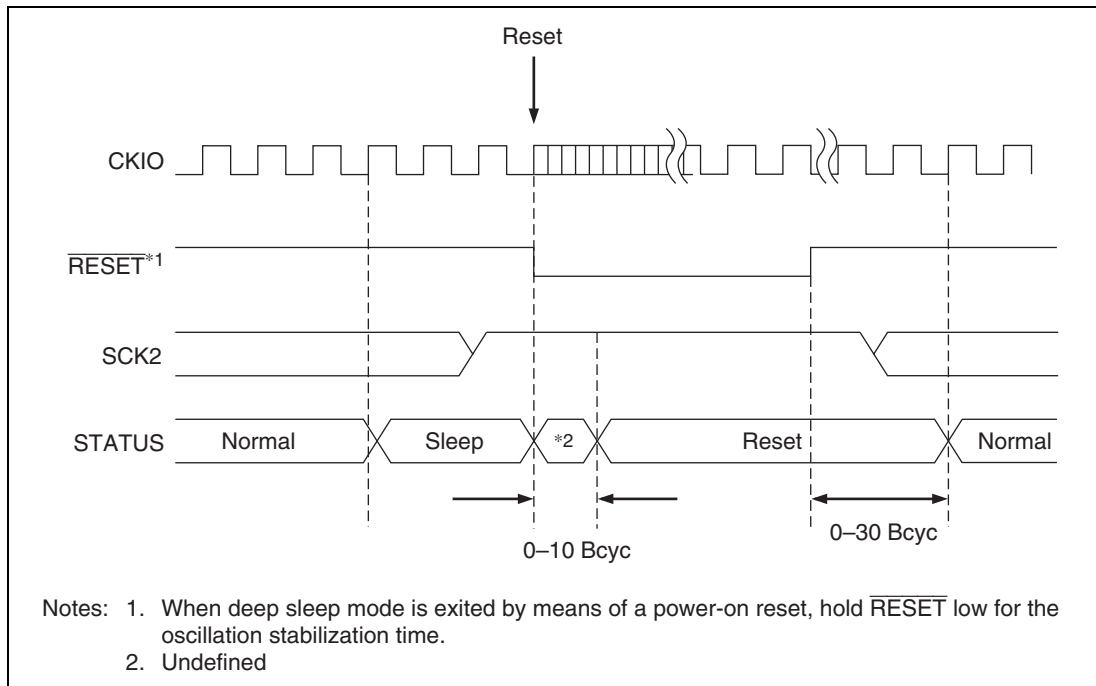 Reset
CKIO
RESET*1
SCK2
STATUS Normal Sleep *2 Reset Normal
0–10 Bcyc
0–30 Bcyc
Notes: 1. When deep sleep mode is exited by means of a power-on reset, hold RESET low for the
oscillation stabilization time.
2. Undefined